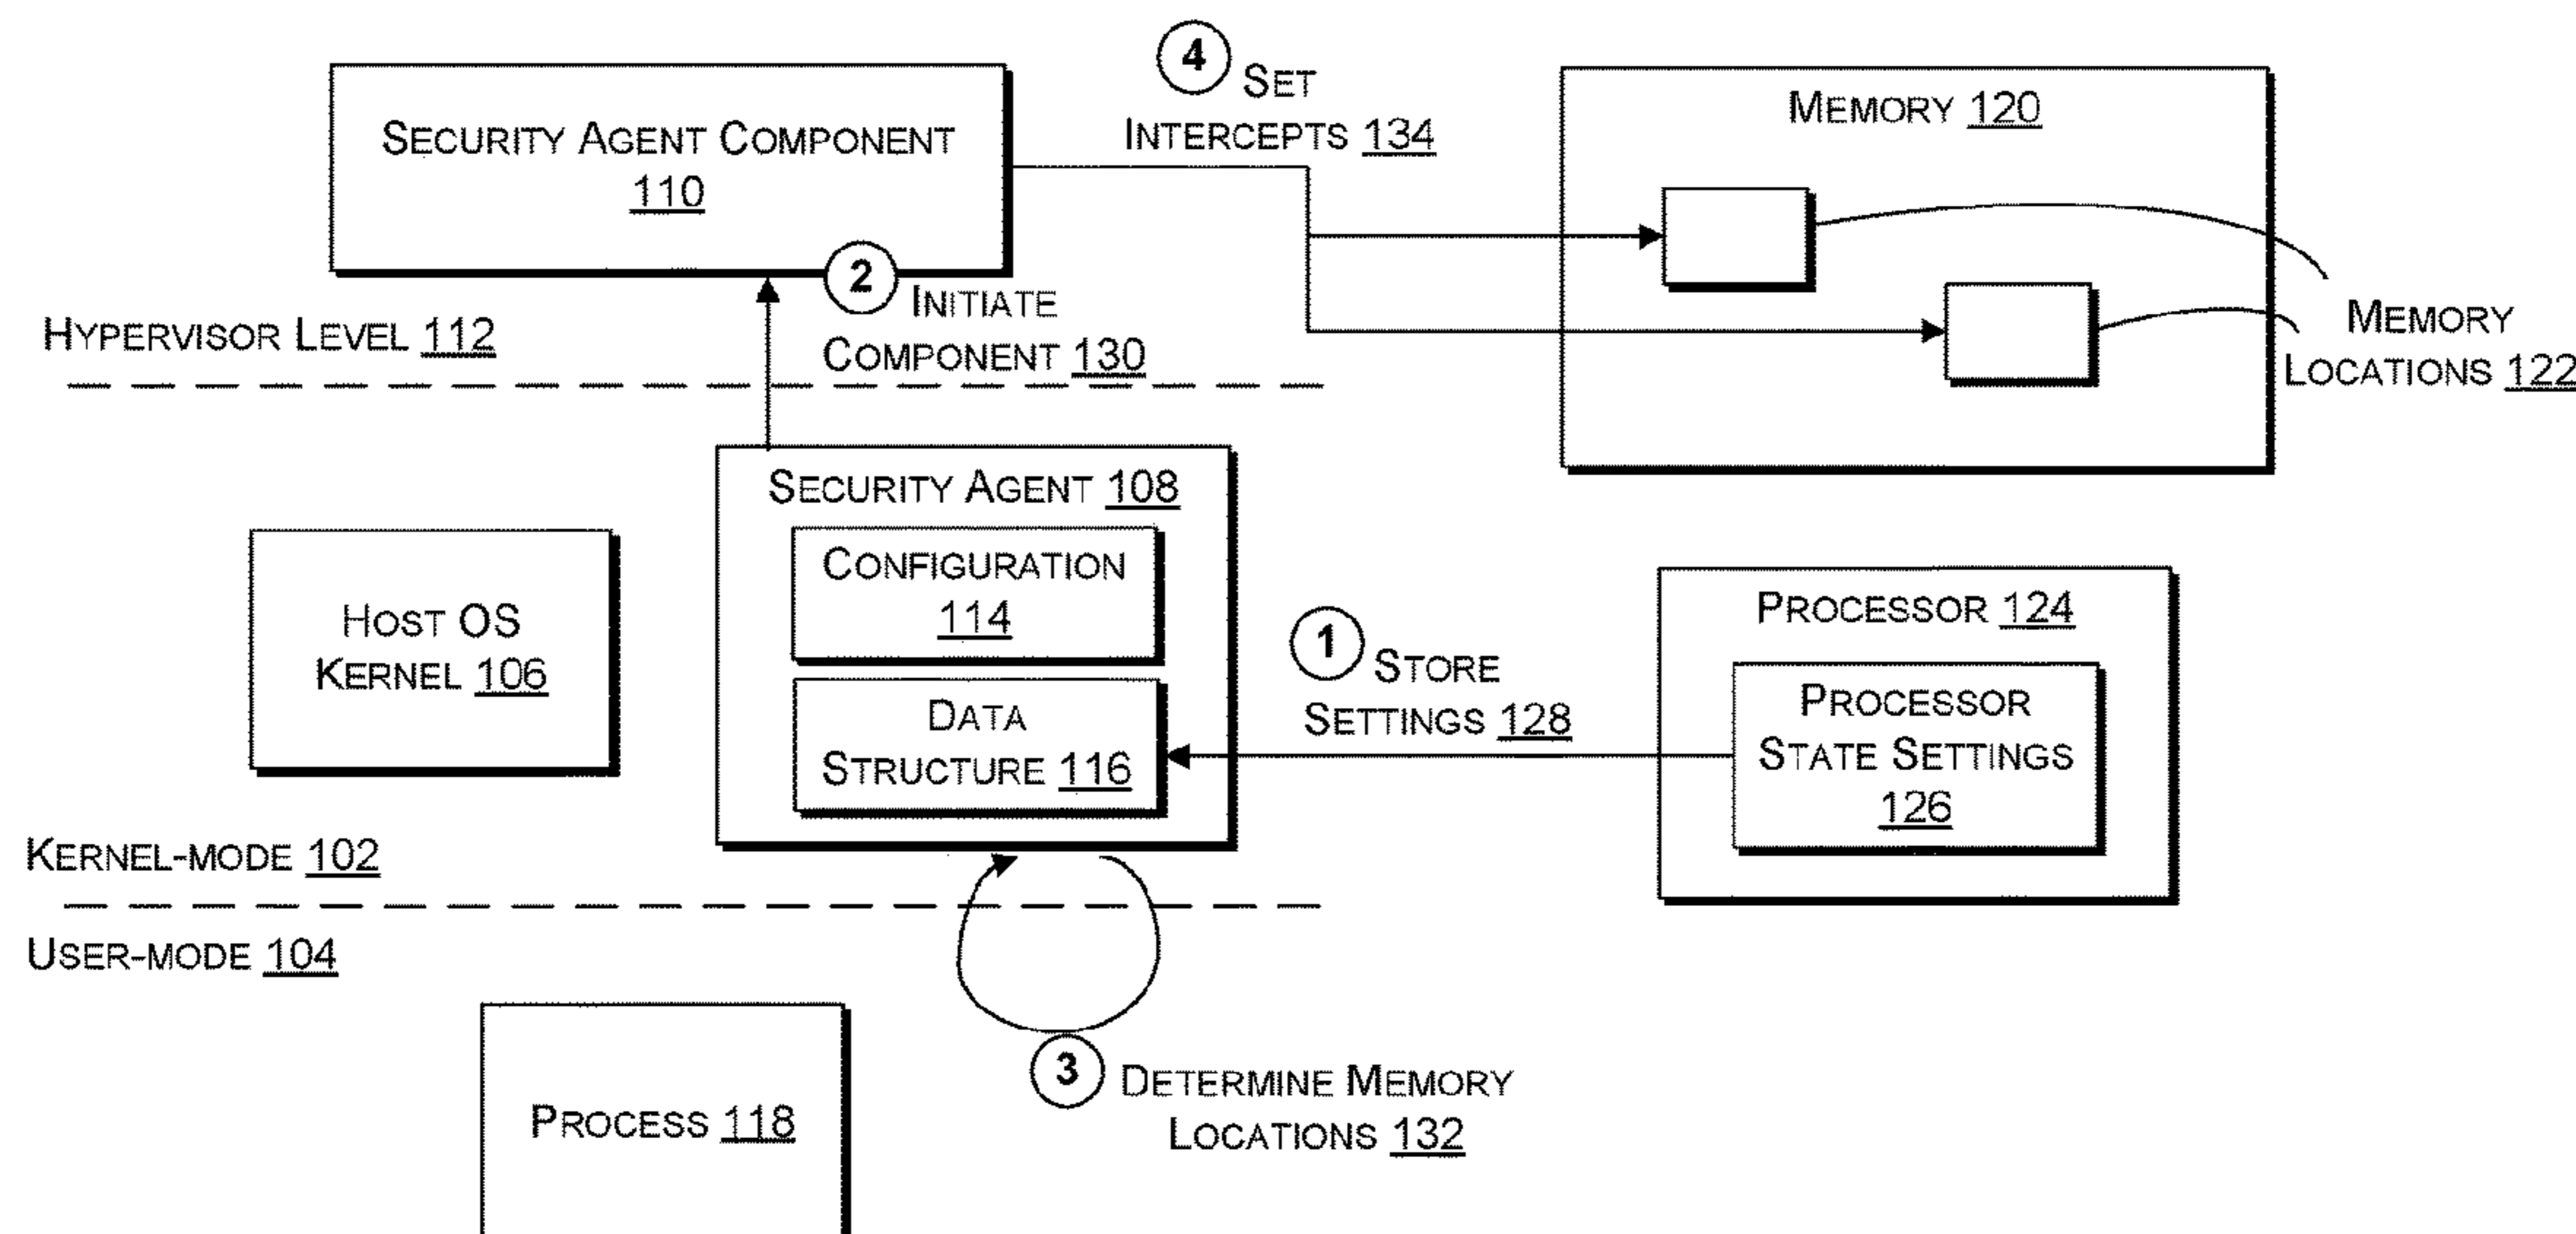 4 SET
INTERCEPTS 134
SECURITY AGENT COMPONENT
110
MEMORY 120
2 INITIATE
COMPONENT 130
HYPERVISOR LEVEL 112
MEMORY
LOCATIONS 122
SECURITY AGENT 108
CONFIGURATION
114
DATA
STRUCTURE 116
HOST OS
KERNEL 106
1 STORE
SETTINGS 128
PROCESSOR 124
PROCESSOR
STATE SETTINGS
126
KERNEL-MODE 102
USER-MODE 104
3 DETERMINE MEMORY
LOCATIONS 132
PROCESS 118